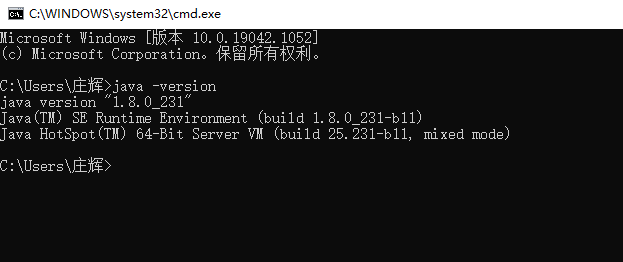 C:\WINDOWS\system32\cmd.exe
Microsoft Windows [版本 10.0.19042.1052]
(c) Microsoft Corporation。保留所有权利。
C:\Users\庄辉>java -version
java version "1.8.0_231"
Java(TM) SE Runtime Environment (build 1.8.0_231-b11)
Java HotSpot(TM) 64-Bit Server VM (build 25.231-b11, mixed mode)
C:\Users\庄辉>